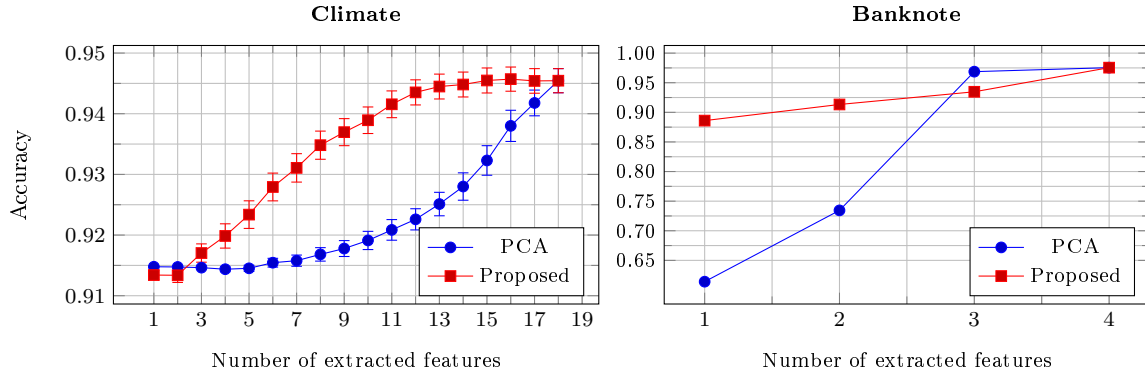 Climate
0.95
0.94
0.93
0.92
0.91
Accuracy
PCA
Proposed
1 3 5 7 9 11 13 15 17 19
Number of extracted features
Banknote
1.00
0.95
0.90
0.85
0.80
0.75
0.70
0.65
PCA
Proposed
1 2 3 4
Number of extracted features